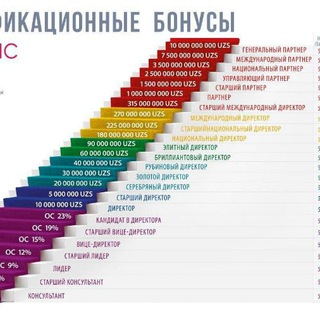 ФИКАЦИОННЫЕ БОНУСЫ
ИС
10 000 000 000 UZS ГЕНЕРАЛЬНЫЙ ПАРТНЕР
7 500 000 000 UZS МЕЖДУНАРОДНЫЙ ПАРТНЕР
3 500 000 000 UZS НАЦИОНАЛЬНЫЙ ПАРТНЕР
2 500 000 000 UZS УПРАВЛЯЮЩИЙ ПАРТНЕР
1 500 000 000 UZS СТАРШИЙ ПАРТНЕР
1 000 000 000 UZS ПАРТНЕР
315 000 000 UZS СТАРШИЙ МЕЖДУНАРОДНЫЙ ДИРЕКТОР
270 000 000 UZS МЕЖДУНАРОДНЫЙ ДИРЕКТОР
225 000 000 UZS СТАРШИЙ НАЦИОНАЛЬНЫЙ ДИРЕКТОР
180 000 000 UZS НАЦИОНАЛЬНЫЙ ДИРЕКТОР
90 000 000 UZS ЭЛИТНЫЙ ДИРЕКТОР
60 000 000 UZS БРИЛЛИАНТОВЫЙ ДИРЕКТОР
40 000 000 UZS РУБИНОВЫЙ ДИРЕКТОР
30 000 000 UZS ЗОЛОТОЙ ДИРЕКТОР
20 000 000 UZS СЕРЕБРЯНЫЙ ДИРЕКТОР
5 000 000 UZS СТАРШИЙ ДИРЕКТОР
10 000 000 UZS ДИРЕКТОР
ОС 23% КАНДИДАТ В ДИРЕКТОРА
ОС 19% СТАРШИЙ ВИЦЕ-ДИРЕКТОР
ОС 15% ВИЦЕ-ДИРЕКТОР
ОС 12% СТАРШИЙ ЛИДЕР
9% ЛИДЕР
СТАРШИЙ КОНСУЛЬТАНТ
КОНСУЛЬТАНТ